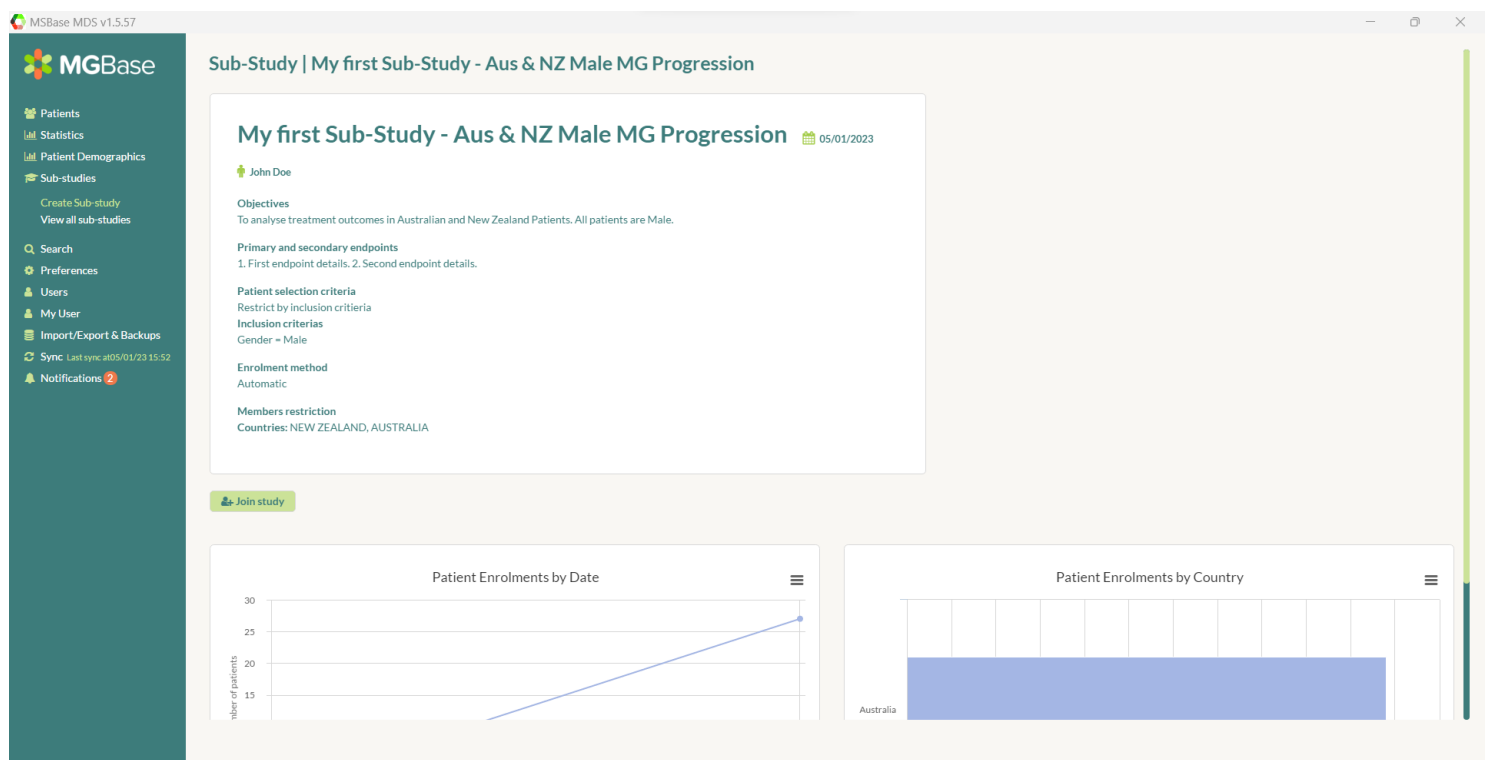 MSBase MDS v1.5.57
MGBase
Patients
Statistics
Patient Demographics
Sub-studies
Create Sub-study
View all sub-studies
Search
Preferences
Users
My User
Import/Export & Backups
Sync Last sync at05/01/23 15:52
Notifications 2
Sub-Study | My first Sub-Study - Aus & NZ Male MG Progression
My first Sub-Study - Aus & NZ Male MG Progression 05/01/2023
John Doe
Objectives
To analyse treatment outcomes in Australian and New Zealand Patients. All patients are Male.
Primary and secondary endpoints
1. First endpoint details. 2. Second endpoint details.
Patient selection criteria
Restrict by inclusion critieria
Inclusion criterias
Gender = Male
Enrolment method
Automatic
Members restriction
Countries: NEW ZEALAND, AUSTRALIA
Join study
Patient Enrolments by Date
30
25
20
15
of patients
Patient Enrolments by Country
Australia